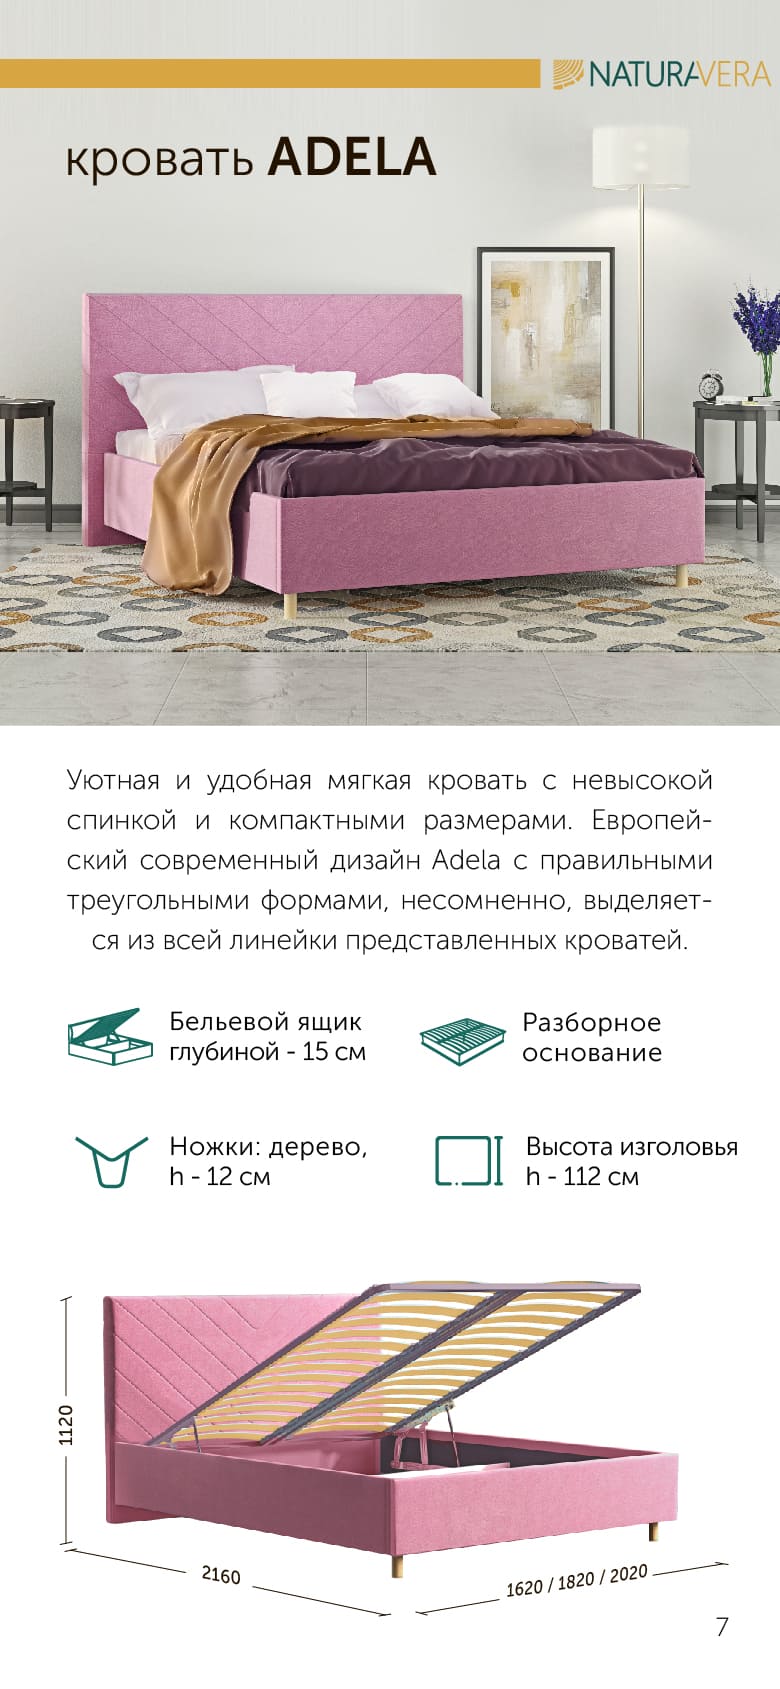 NATURAVERA
кровать ADELA
Уютная и удобная мягкая кровать с невысокой
спинкой и компактными размерами. Европей-
ский современный дизайн Adela с правильными
треугольными формами, несомненно, выделяет-
ся из всей линейки представленных кроватей.
Бельевой ящик
глубиной - 15 см
Разборное
основание
Ножки: дерево,
h - 12 см
Высота изголовья
h - 112 см
1120
2160
1620 / 1820 / 2020
7